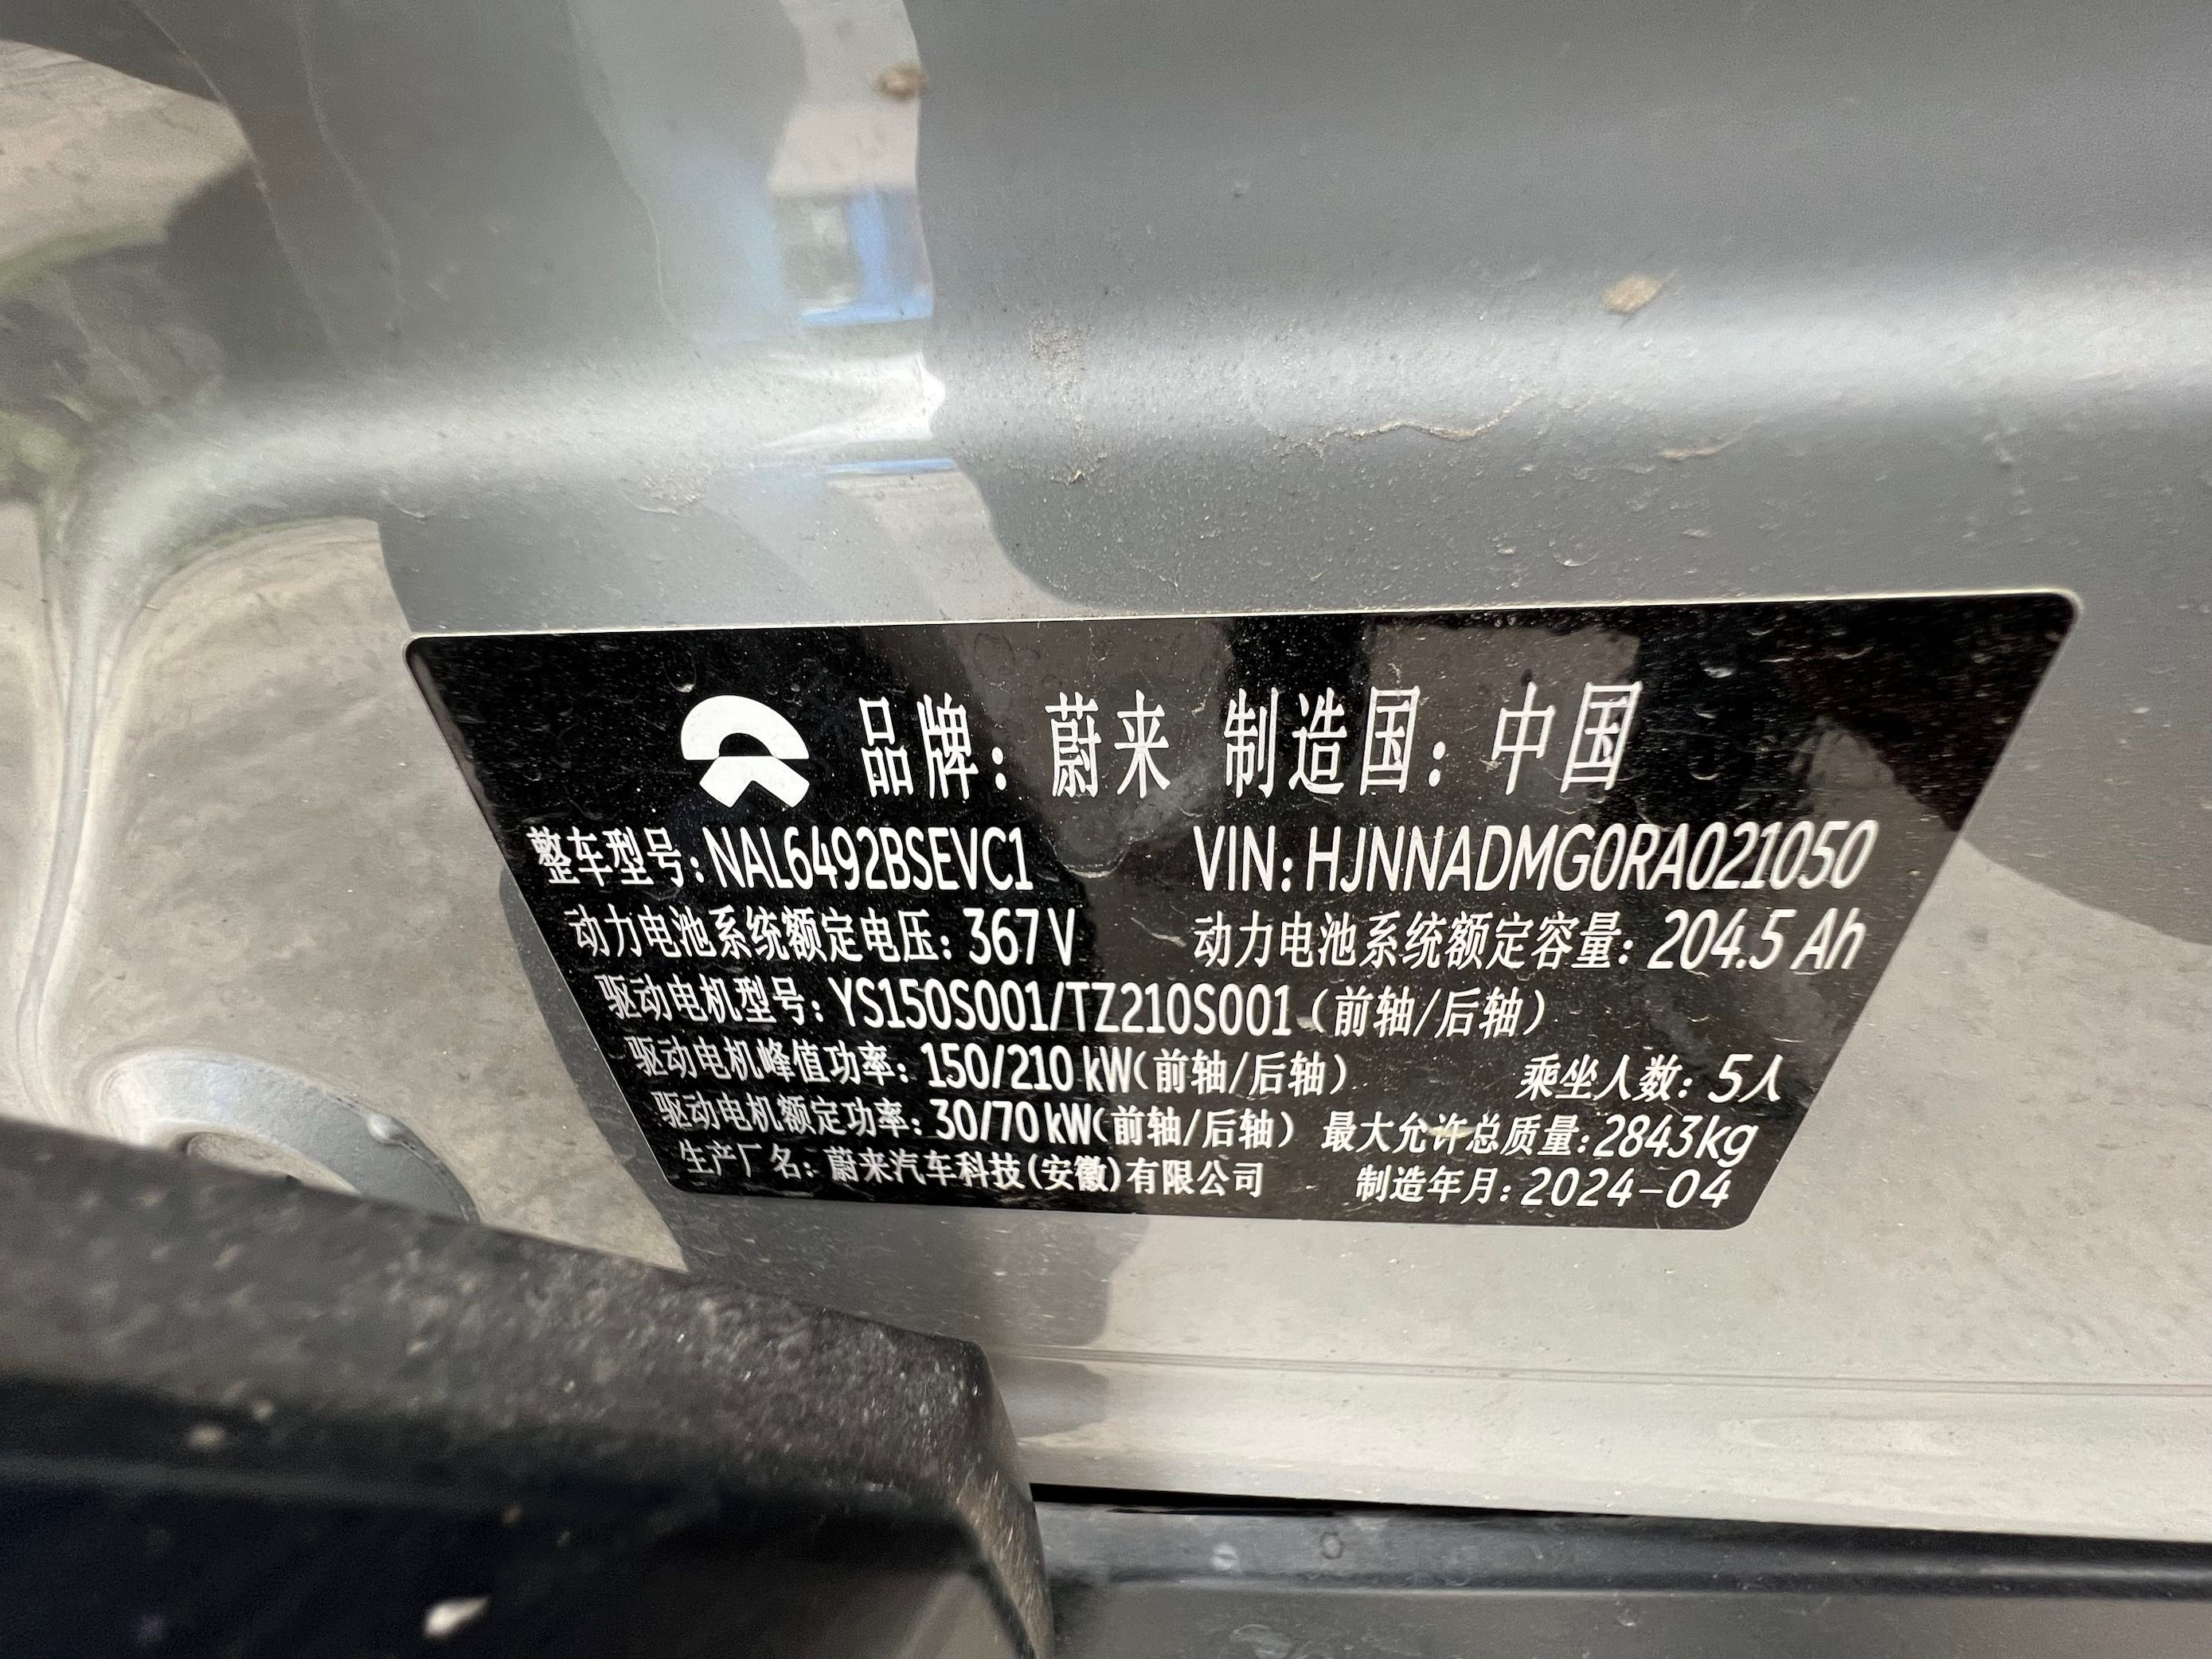 品牌：蔚来 制造国：中国
整车型号：NAL6492BSEVC1 VIN:HJNNADMG0RA021050
动力电池系统额定电压：367V 动力电池系统额定容量：204.5 Ah
驱动电机型号：YS150S001/TZ210S001（前轴/后轴）
驱动电机峰值功率：150/210 kW（前轴/后轴） 乘坐人数：5人
驱动电机额定功率：30/70 kW（前轴/后轴） 最大允许总质量：2843kg
生产厂名：蔚来汽车科技（安徽）有限公司 制造年月：2024-04